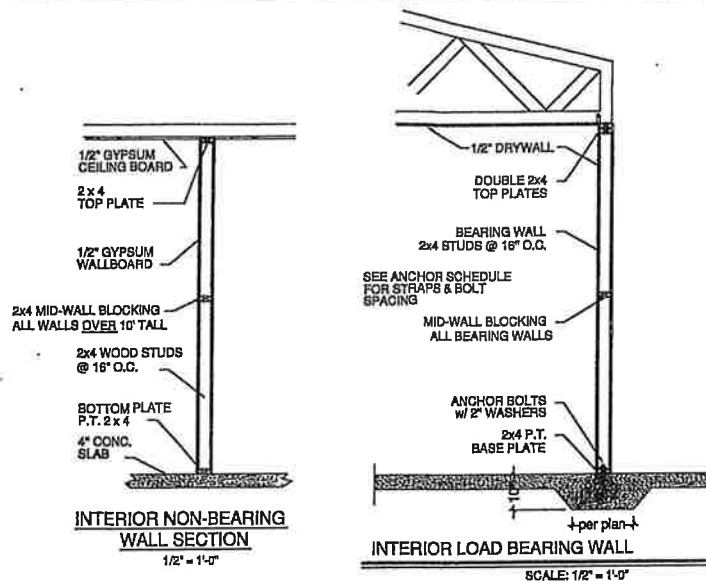 1/2" GYPSUM
CEILING BOARD
2 x 4
TOP PLATE
1/2" GYPSUM
WALLBOARD
2x4 MID-WALL BLOCKING
ALL WALLS OVER 10' TALL
2x4 WOOD STUDS
@ 16" O.C.
BOTTOM PLATE
P.T. 2 x 4
4" CONC.
SLAB
INTERIOR NON-BEARING
WALL SECTION
1/2" = 1'-0"
1/2" DRYWALL
DOUBLE 2x4
TOP PLATES
BEARING WALL
2x4 STUDS @ 16" O.C.
SEE ANCHOR SCHEDULE
FOR STRAPS & BOLT
SPACING
MID-WALL BLOCKING
ALL BEARING WALLS
ANCHOR BOLTS
w/ 2" WASHERS
2x4 P.T.
BASE PLATE
10"
per plan
INTERIOR LOAD BEARING WALL
SCALE: 1/2" = 1'-0"